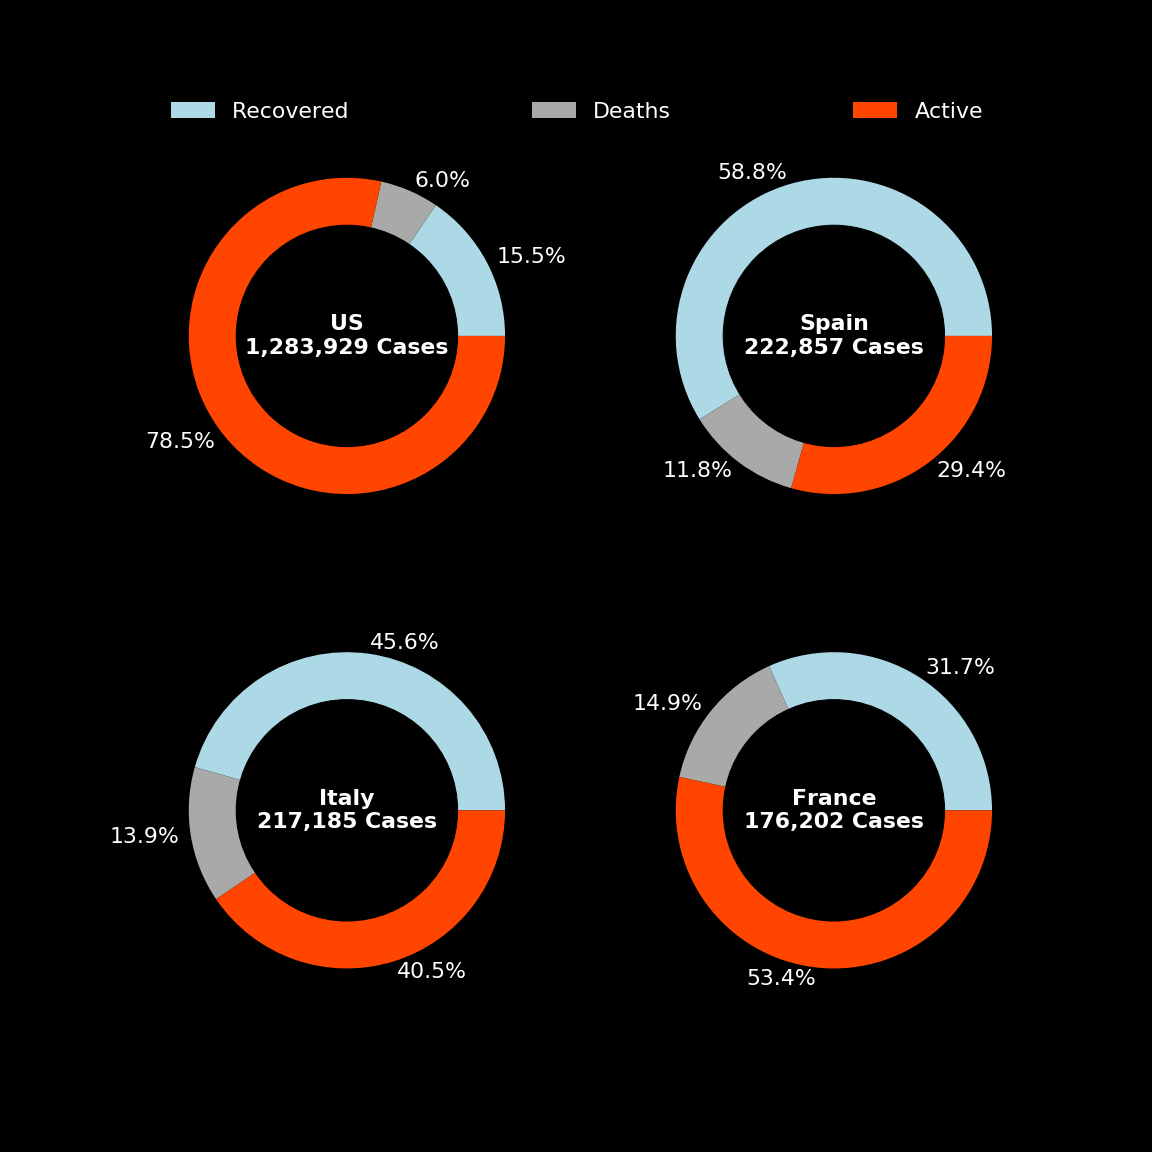 Recovered
Deaths
Active
6.0%
15.5%
US
1,283,929 Cases
78.5%
58.8%
Spain
222,857 Cases
11.8%
29.4%
45.6%
Italy
217,185 Cases
13.9%
40.5%
31.7%
14.9%
France
176,202 Cases
53.4%